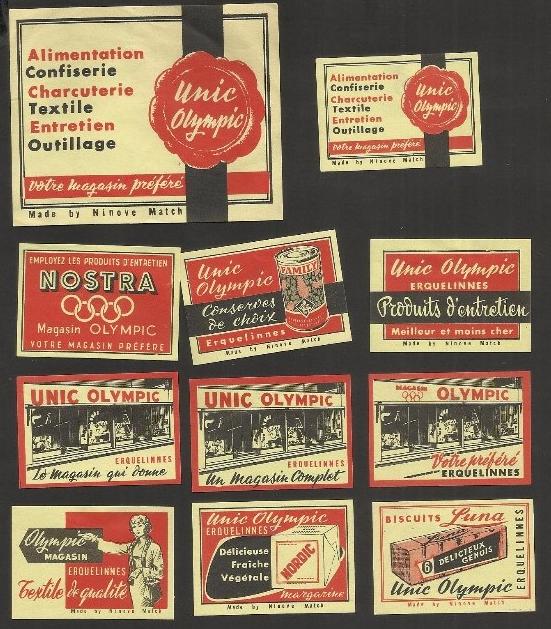 Alimentation
Confiserie
Charcuterie
Textile
Entretien
Outillage
Unic
Olympic
Votre magasin préféré
Made by Ninove Match
Alimentation
Confiserie
Charcuterie
Textile
Entretien
Outillage
Unic
Olympic
Votre magasin préféré
Made by Ninove Match
EMPLOYEZ LES PRODUITS D'ENTRETIEN
NOSTRA
Magasin OLYMPIC
VOTRE MAGASIN PRÉFÉRÉ
Unic
Olympic
Conserves
de choix
Erquelinnes
FAMILY
Made by Ninove Match
Unic Olympic
ERQUELINNES
Produits d'entretien
Meilleur et moins cher
Made by Ninove Match
UNIC OLYMPIC
ERQUELINNES
Le Magasin qui donne
UNIC OLYMPIC
ERQUELINNES
Un Magasin Complet
MAGASIN
OLYMPIC
Votre préféré
ERQUELINNES
Olympic
MAGASIN
ERQUELINNES
Textile de qualité
Made by Ninove Match
Unic Olympic
ERQUELINNES
Délicieuse
Fraîche
Végétale
NORDIC
margarine
Made by Ninove Match
BISCUITS Luna
6 DELICIEUX
GENOIS
Unic Olympic
ERQUELINNES
Made by Ninove Match